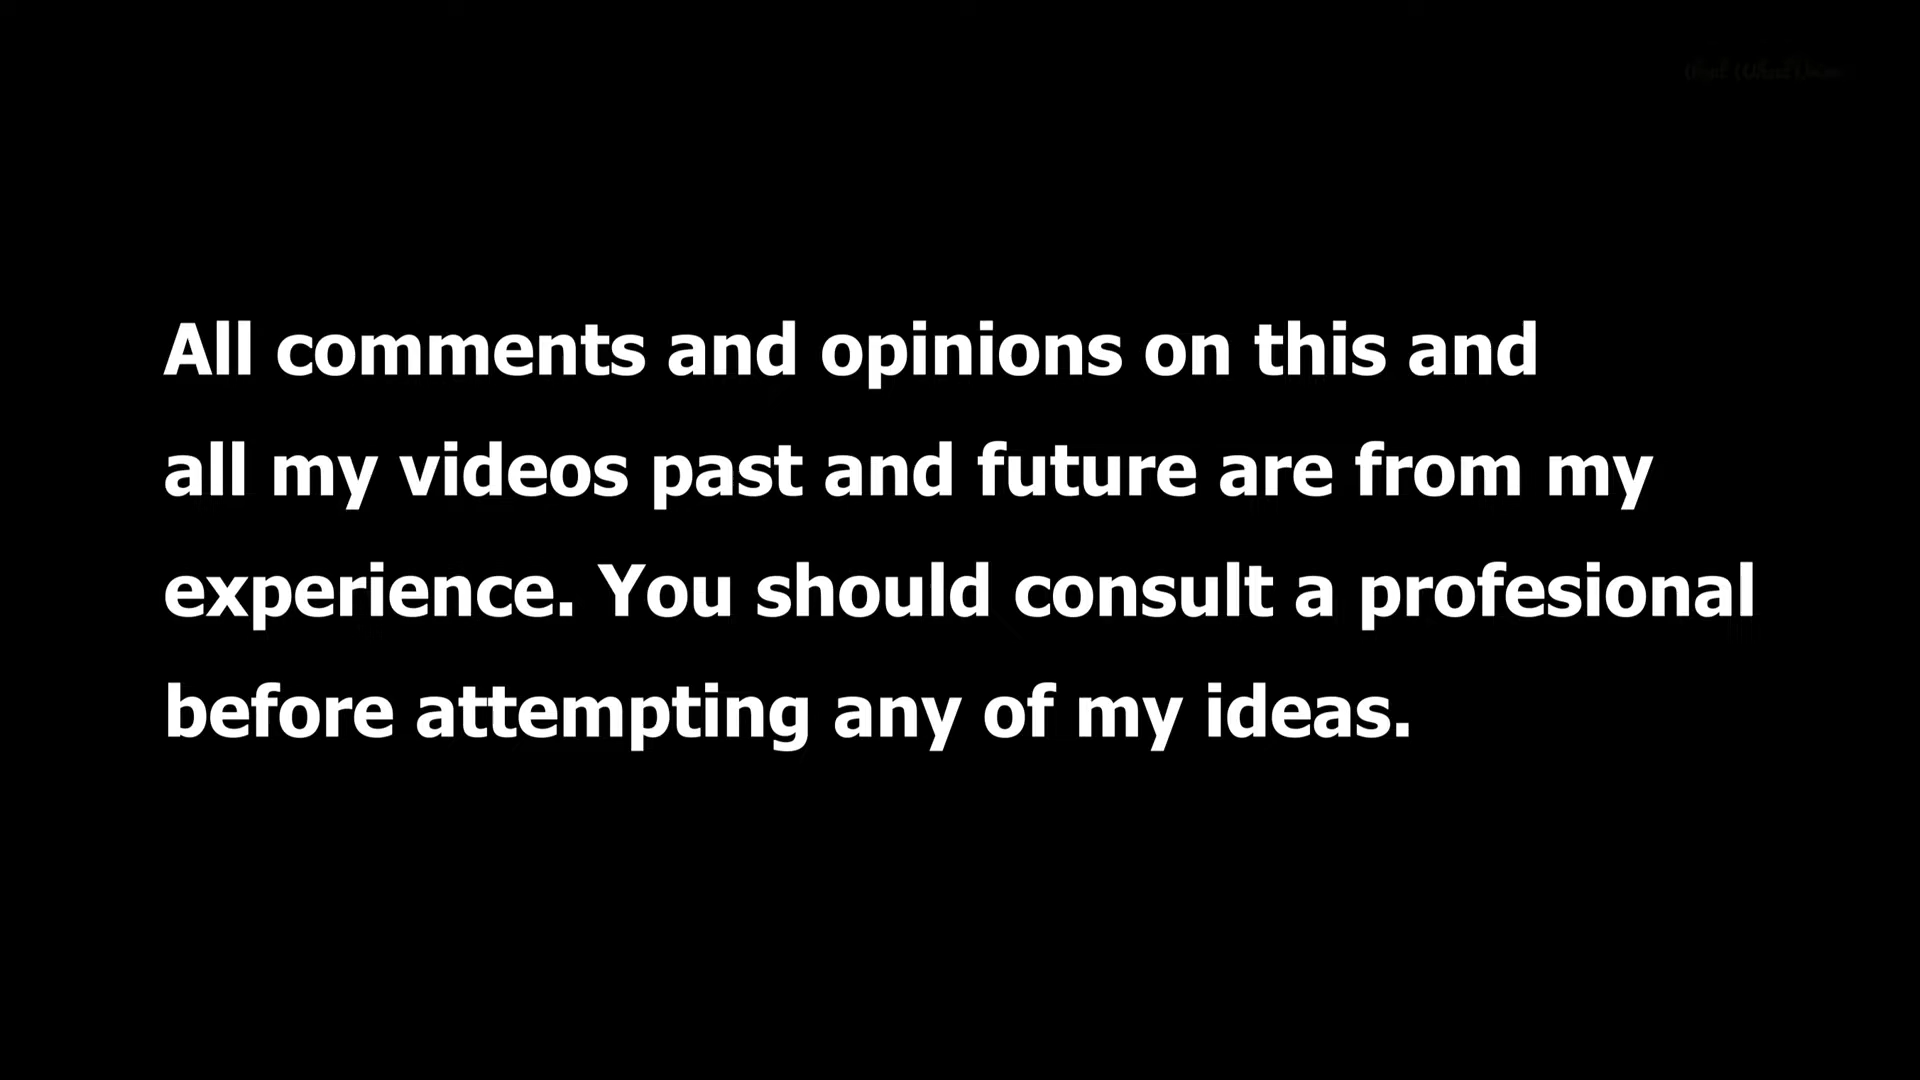 All comments and opinions on this and
all my videos past and future are from my
experience. You should consult a profesional
before attempting any of my ideas.